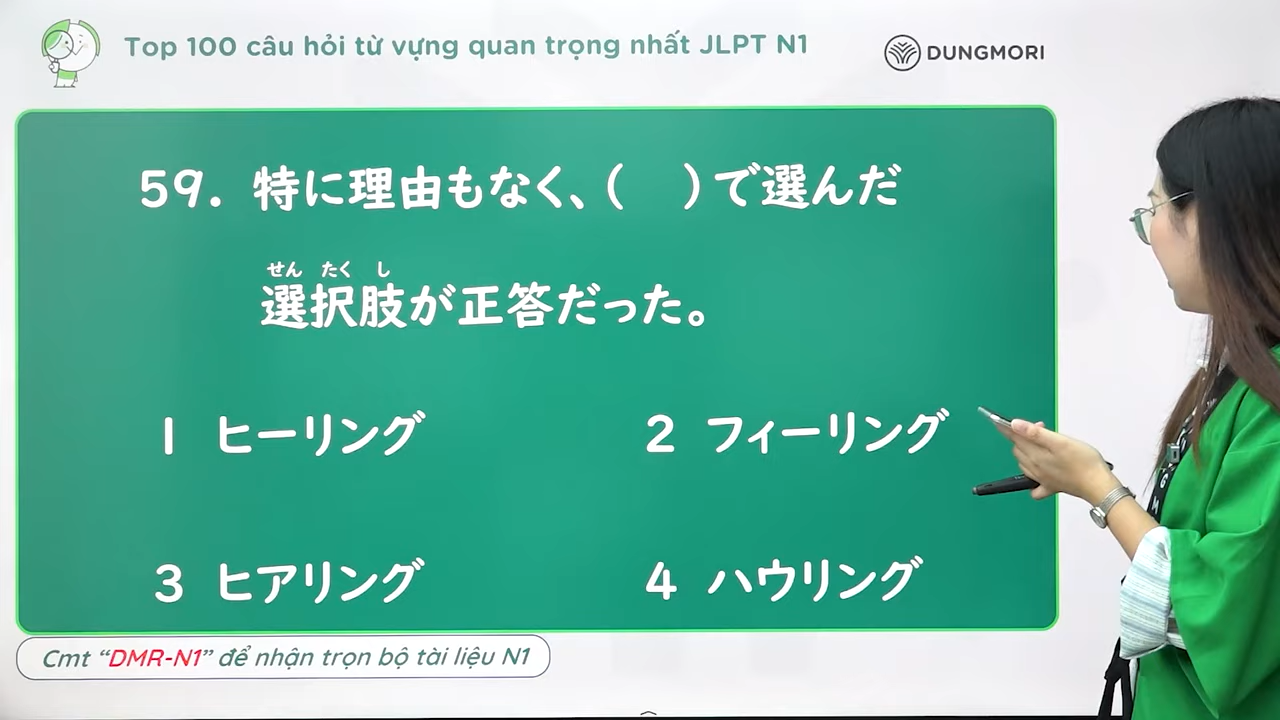 Top 100 câu hỏi từ vựng quan trọng nhất JLPT N1
DUNGMORI
59. 特に理由もなく、(　)で選んだ
せん たく し
選択肢が正答だった。
1 ヒーリング
2 フィーリング
3 ヒアリング
4 ハウリング
Cmt “DMR-N1” để nhận trọn bộ tài liệu N1